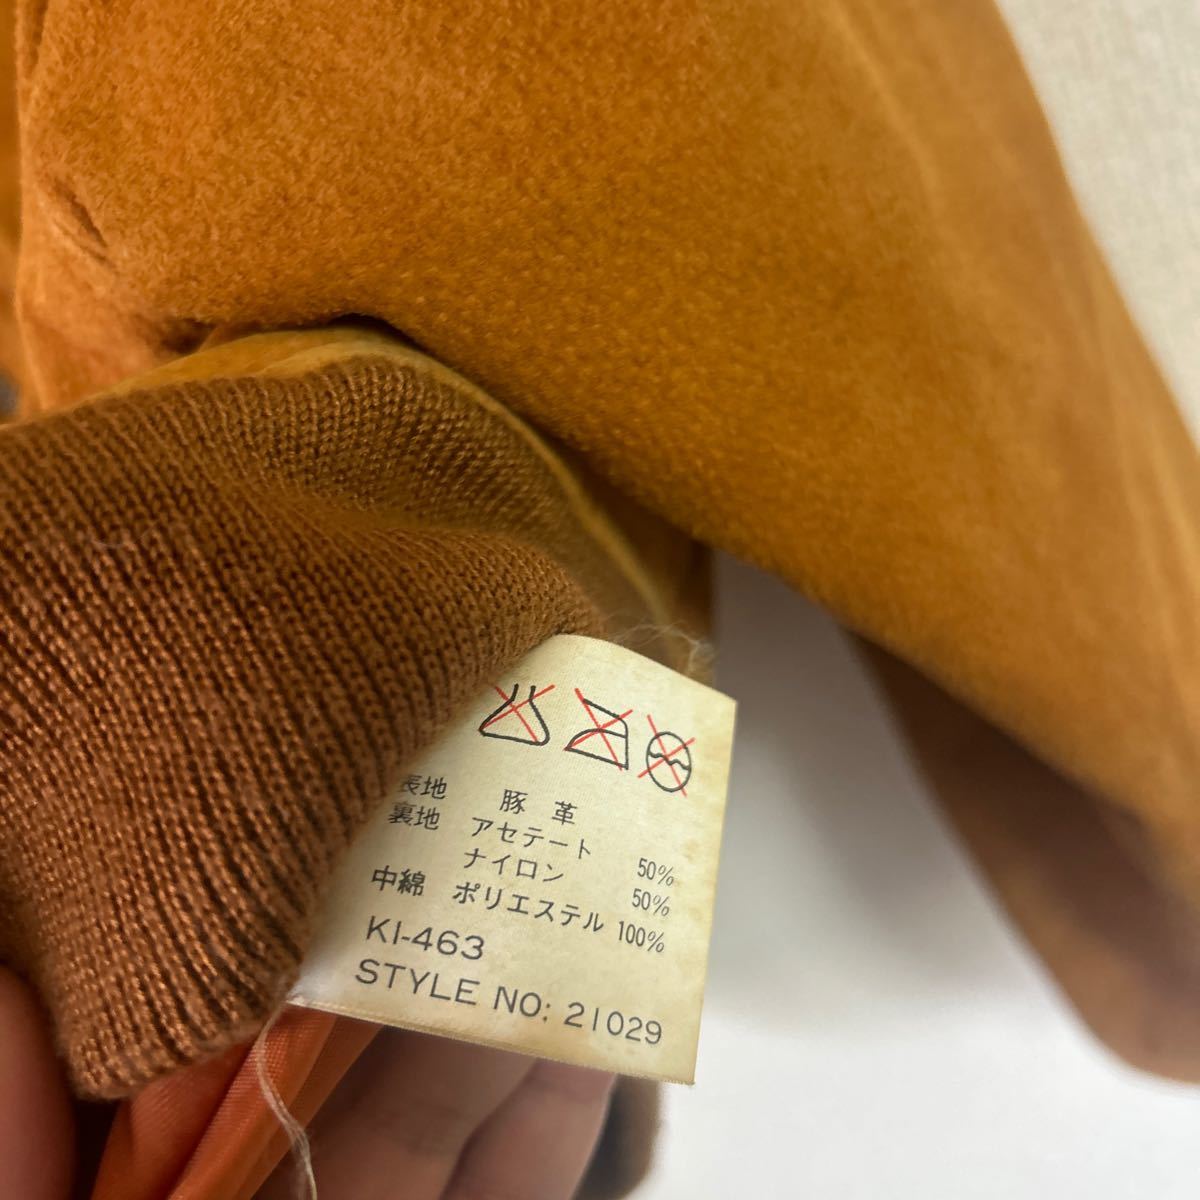 表地 豚革
裏地 アセテート 50%
ナイロン 50%
中綿 ポリエステル 100%
KI-463
STYLE NO: 21029